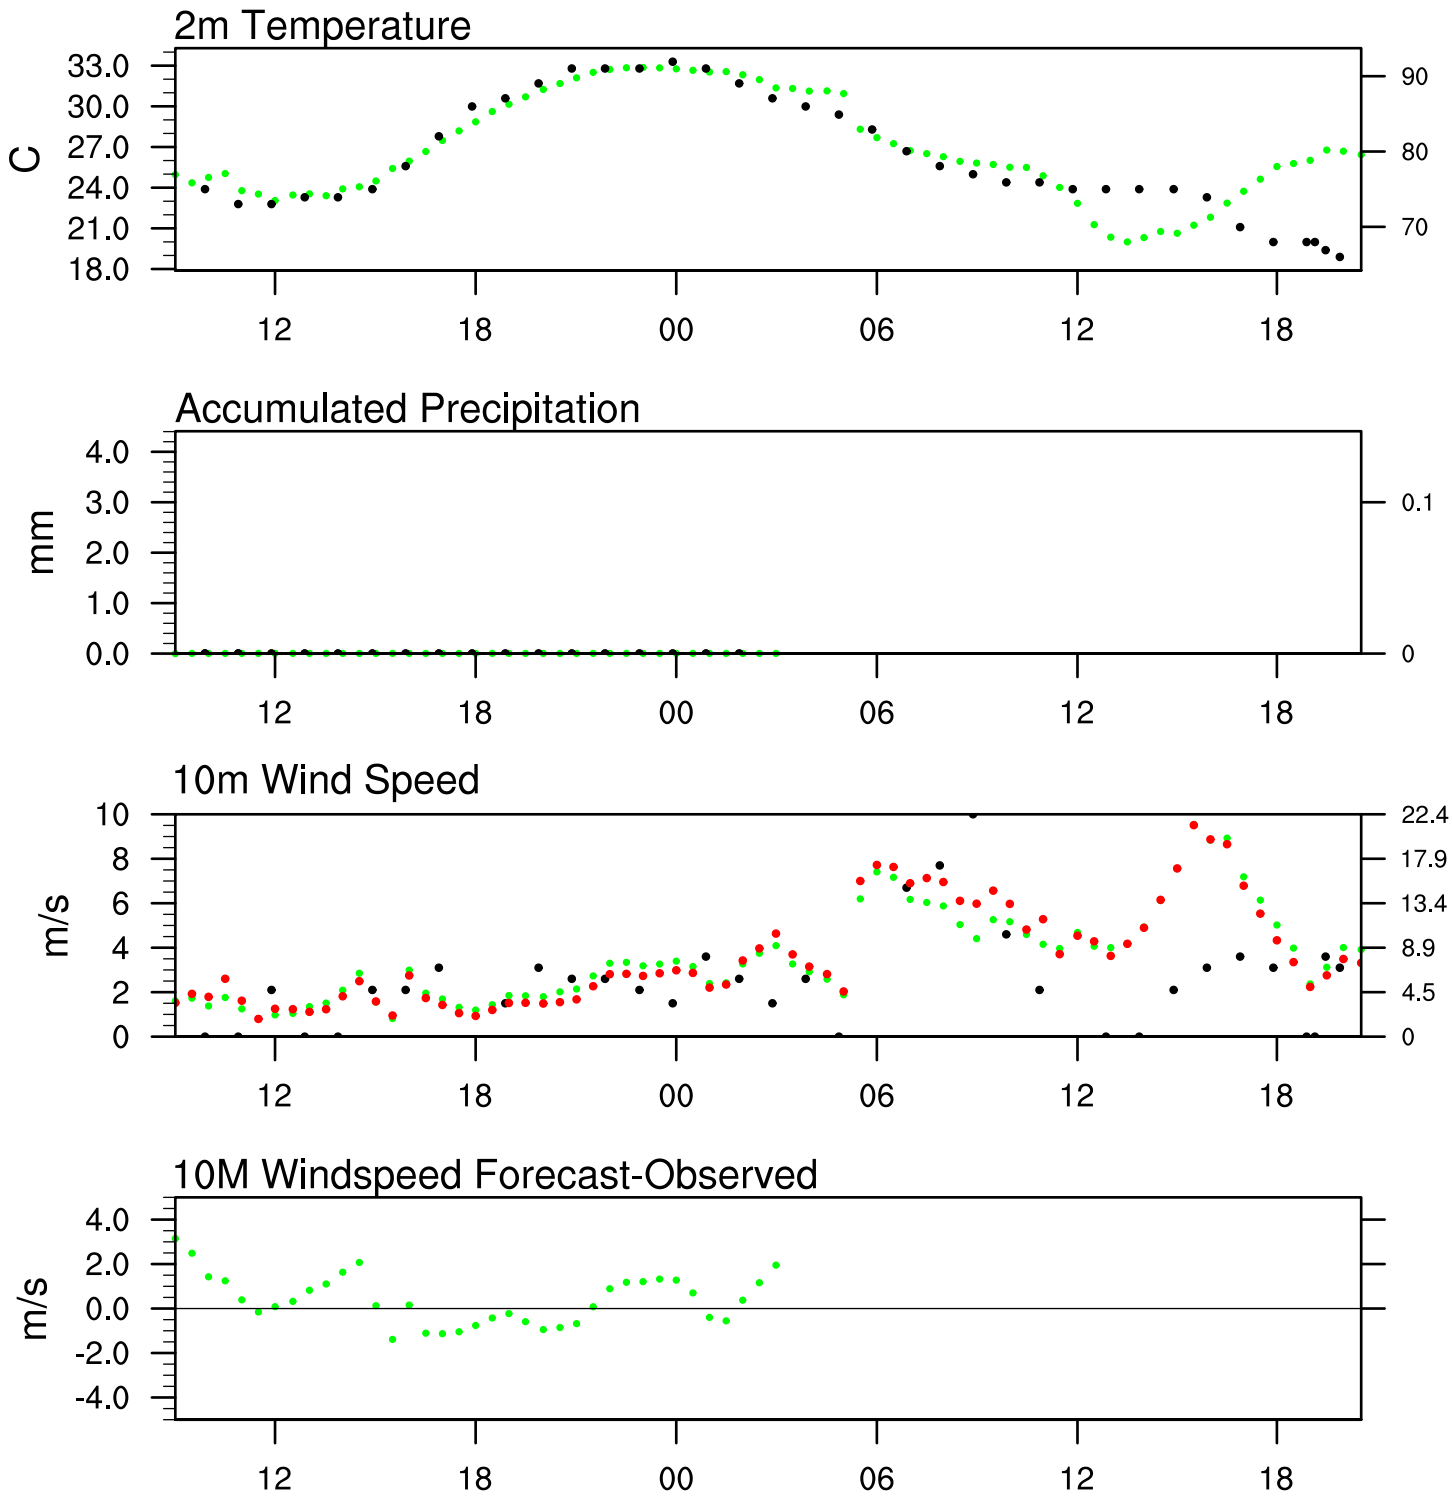 2m Temperature
33.0
30.0
27.0
24.0
21.0
18.0
C
90
80
70
12 18 00 06 12 18
Accumulated Precipitation
4.0
3.0
2.0
1.0
0.0
mm
0.1
0
12 18 00 06 12 18
10m Wind Speed
10
8
6
4
2
0
m/s
22.4
17.9
13.4
8.9
4.5
0
12 18 00 06 12 18
10M Windspeed Forecast-Observed
4.0
2.0
0.0
-2.0
-4.0
m/s
12 18 00 06 12 18